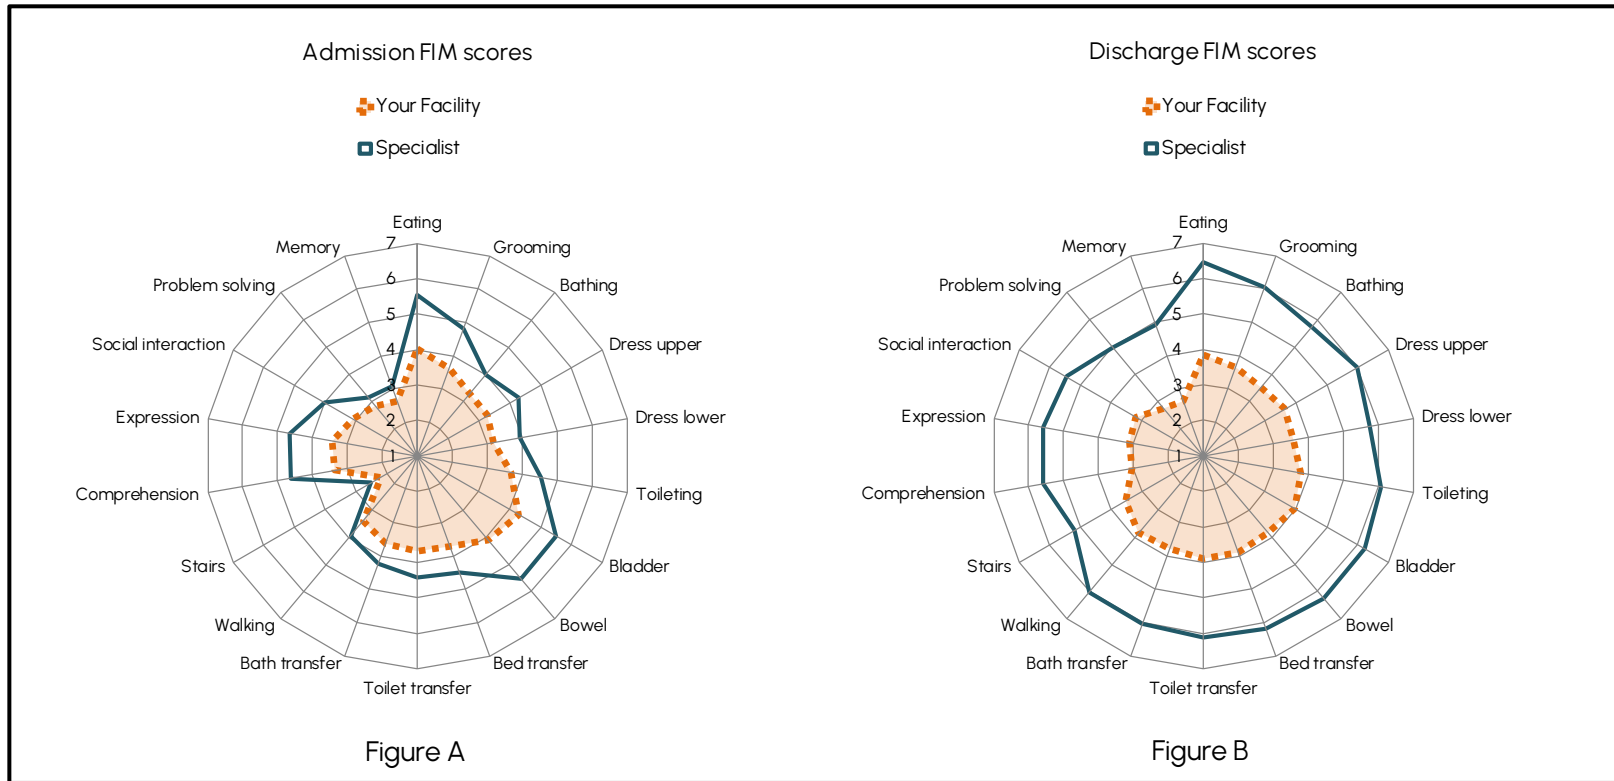 Admission FIM scores
Your Facility
Specialist
Eating
Grooming
Bathing
Dress upper
Dress lower
Toileting
Bladder
Bowel
Bed transfer
Toilet transfer
Bath transfer
Walking
Stairs
Comprehension
Expression
Social interaction
Problem solving
Memory
7
6
5
4
3
2
1
Figure A
Discharge FIM scores
Your Facility
Specialist
Eating
Grooming
Bathing
Dress upper
Dress lower
Toileting
Bladder
Bowel
Bed transfer
Toilet transfer
Bath transfer
Walking
Stairs
Comprehension
Expression
Social interaction
Problem solving
Memory
7
6
5
4
3
2
1
Figure B